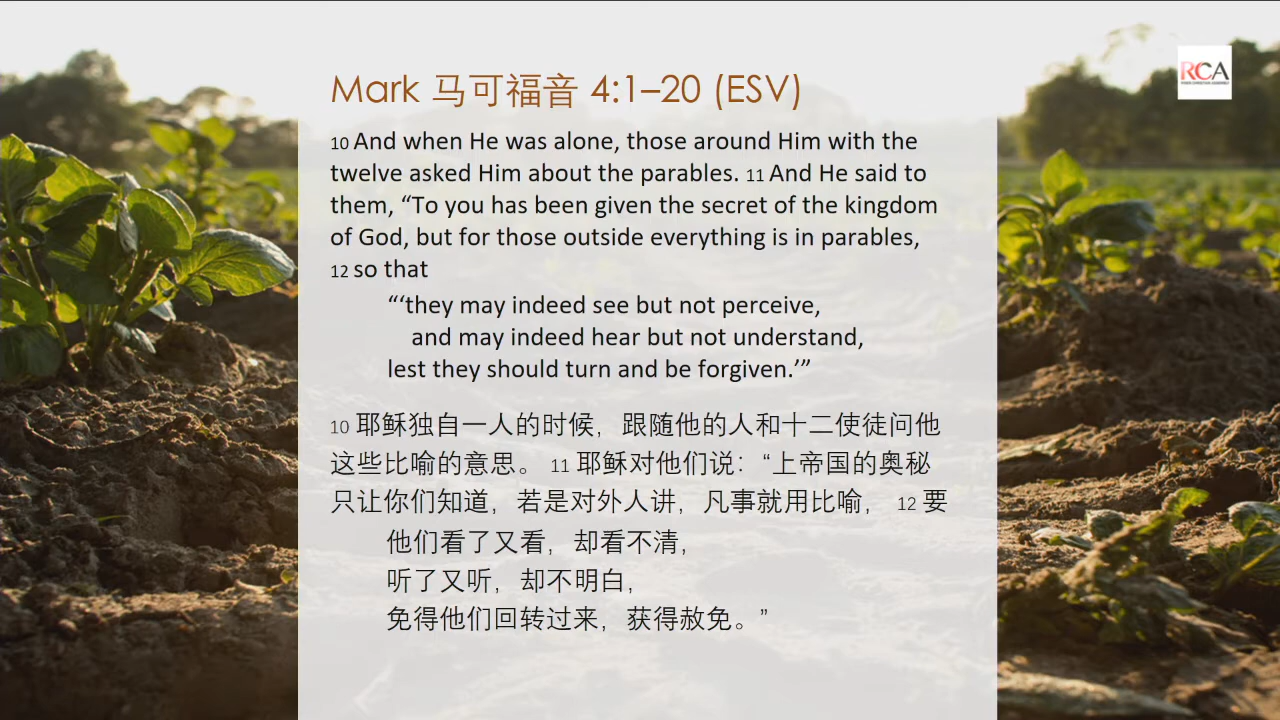 Mark 马可福音 4:1–20 (ESV)
RCA
10 And when He was alone, those around Him with the
twelve asked Him about the parables. 11 And He said to
them, “To you has been given the secret of the kingdom
of God, but for those outside everything is in parables,
12 so that
“‘they may indeed see but not perceive,
and may indeed hear but not understand,
lest they should turn and be forgiven.’”
10 耶稣独自一人的时候，跟随他的人和十二使徒问他
这些比喻的意思。 11 耶稣对他们说：“上帝国的奥秘
只让你们知道，若是对外人讲，凡事就用比喻， 12 要
他们看了又看，却看不清，
听了又听，却不明白，
免得他们回转过来，获得赦免。”